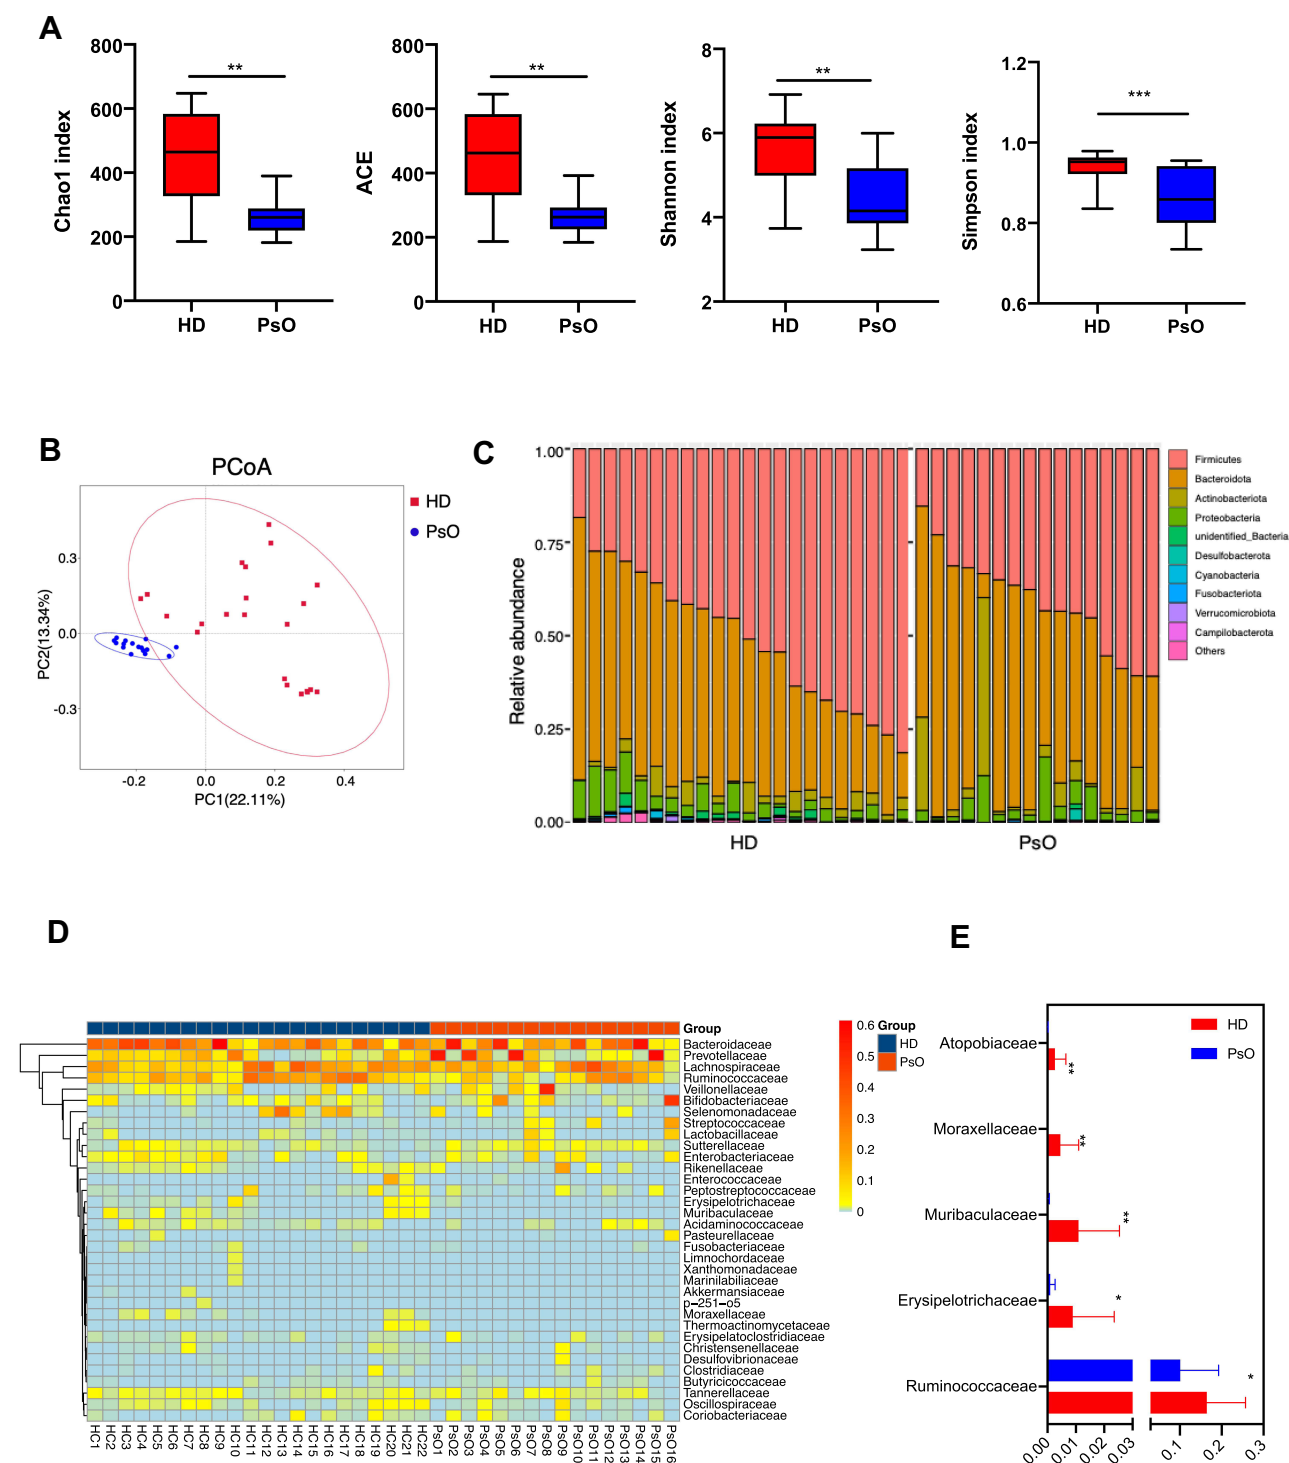 A
800
600
400
200
0
Chao1 index
**
HD
PsO
800
600
400
200
0
ACE
**
HD
PsO
8
6
4
2
Shannon index
**
HD
PsO
1.2
1.0
0.8
0.6
Simpson index
***
HD
PsO
B
PCoA
HD
PsO
0.3
0.0
-0.3
PC2(13.34%)
-0.2
0.0
0.2
0.4
PC1(22.11%)
C
1.00
0.75
0.50
0.25
0.00
Relative abundance
HD
PsO
Firmicutes
Bacteroidota
Actinobacteriota
Proteobacteria
unidentified_Bacteria
Desulfobacterota
Cyanobacteria
Fusobacteriota
Verrucomicrobiota
Campilobacterota
Others
D
Group
Bacteroidaceae
Prevotellaceae
Lachnospiraceae
Ruminococcaceae
Veillonellaceae
Bifidobacteriaceae
Selenomonadaceae
Streptococcaceae
Lactobacillaceae
Sutterellaceae
Enterobacteriaceae
Rikenellaceae
Enterococcaceae
Peptostreptococcaceae
Erysipelotrichaceae
Muribaculaceae
Acidaminococcaceae
Pasteurellaceae
Fusobacteriaceae
Limnochordaceae
Xanthomonadaceae
Marinilabiliaceae
Akkermansiaceae
p−251−o5
Moraxellaceae
Thermoactinomycetaceae
Erysipelatoclostridiaceae
Christensenellaceae
Desulfovibrionaceae
Clostridiaceae
Butyricicoccaceae
Tannerellaceae
Oscillospiraceae
Coriobacteriaceae
HC1
HC2
HC3
HC4
HC5
HC6
HC7
HC8
HC9
HC10
HC11
HC12
HC13
HC14
HC15
HC16
HC17
HC18
HC19
HC20
HC21
HC22
PsO1
PsO2
PsO3
PsO4
PsO5
PsO6
PsO7
PsO8
PsO9
PsO10
PsO11
PsO12
PsO13
PsO14
PsO15
PsO16
0.6
0.5
0.4
0.3
0.2
0.1
0
Group
HD
PsO
E
HD
PsO
Atopobiaceae
**
Moraxellaceae
**
Muribaculaceae
**
Erysipelotrichaceae
*
Ruminococcaceae
*
0.00
0.01
0.02
0.03
0.1
0.2
0.3